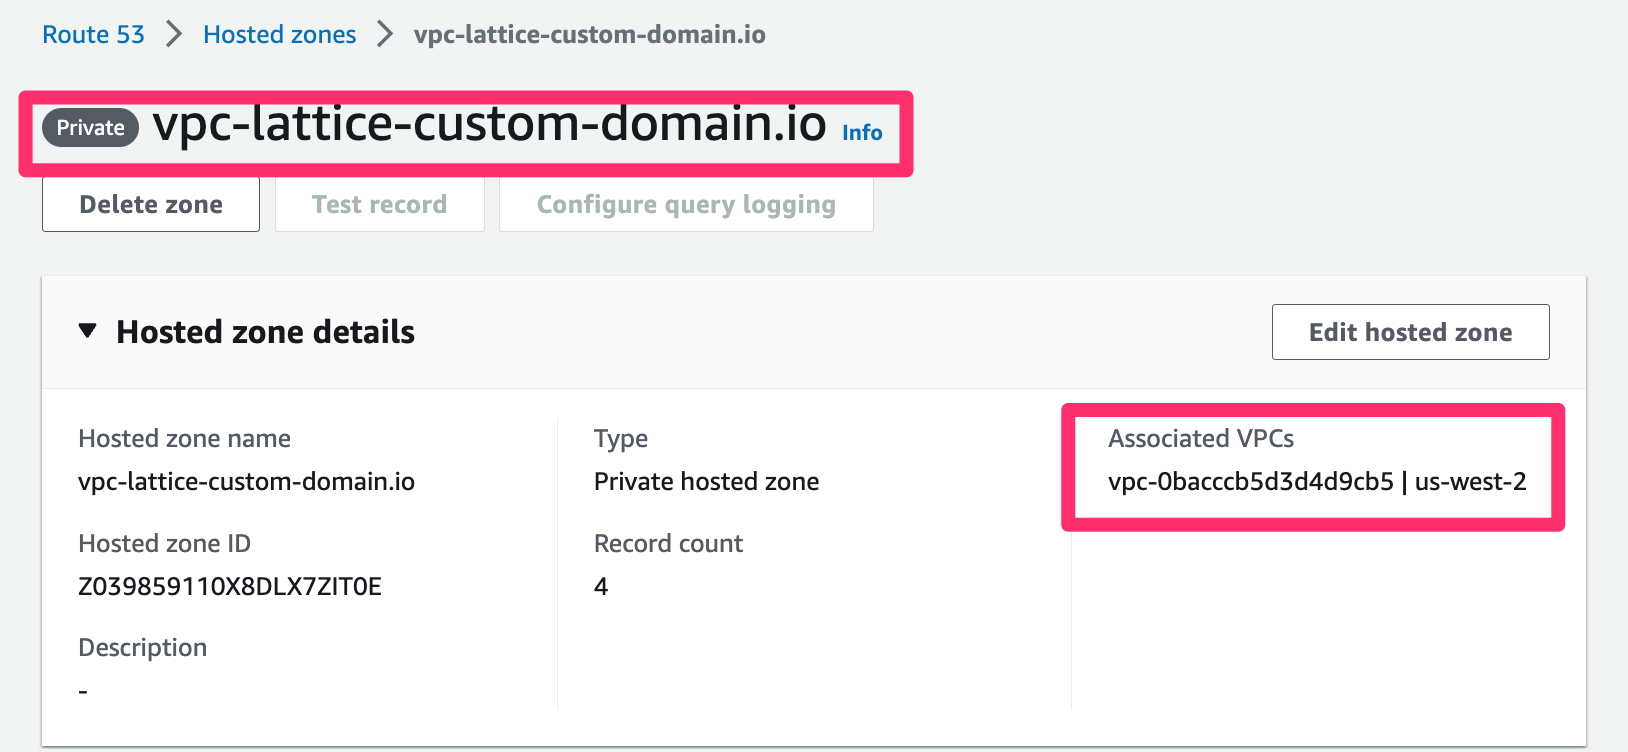 Route 53 > Hosted zones > vpc-lattice-custom-domain.io
Private vpc-lattice-custom-domain.io Info
Delete zone Test record Configure query logging
Hosted zone details
Edit hosted zone
Hosted zone name
vpc-lattice-custom-domain.io
Hosted zone ID
Z039859110X8DLX7ZIT0E
Description
-
Type
Private hosted zone
Record count
4
Associated VPCs
vpc-0bacccb5d3d4d9cb5 | us-west-2